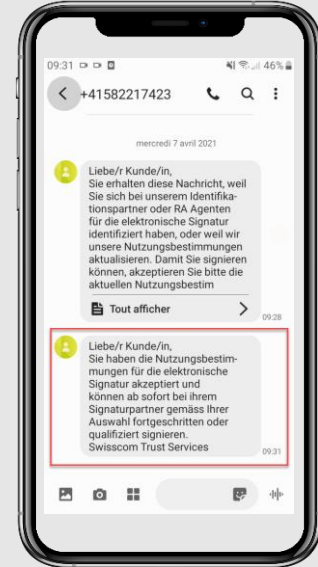 09:31 46%
+41582217423
mercredi 7 avril 2021
Liebe/r Kunde/in,
Sie erhalten diese Nachricht, weil
Sie sich bei unserem Identifika-
tionspartner oder RA Agenten
für die elektronische Signatur
identifiziert haben, oder weil wir
unsere Nutzungsbestimmungen
aktualisieren. Damit Sie signieren
können, akzeptieren Sie bitte die
aktuellen Nutzungsbestim
Tout afficher
09:28
Liebe/r Kunde/in,
Sie haben die Nutzungsbestim-
mungen für die elektronische
Signatur akzeptiert und
können ab sofort bei ihrem
Signaturpartner gemäss Ihrer
Auswahl fortgeschritten oder
qualifiziert signieren.
Swisscom Trust Services
09:31